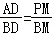 AD/BD = PM/BM